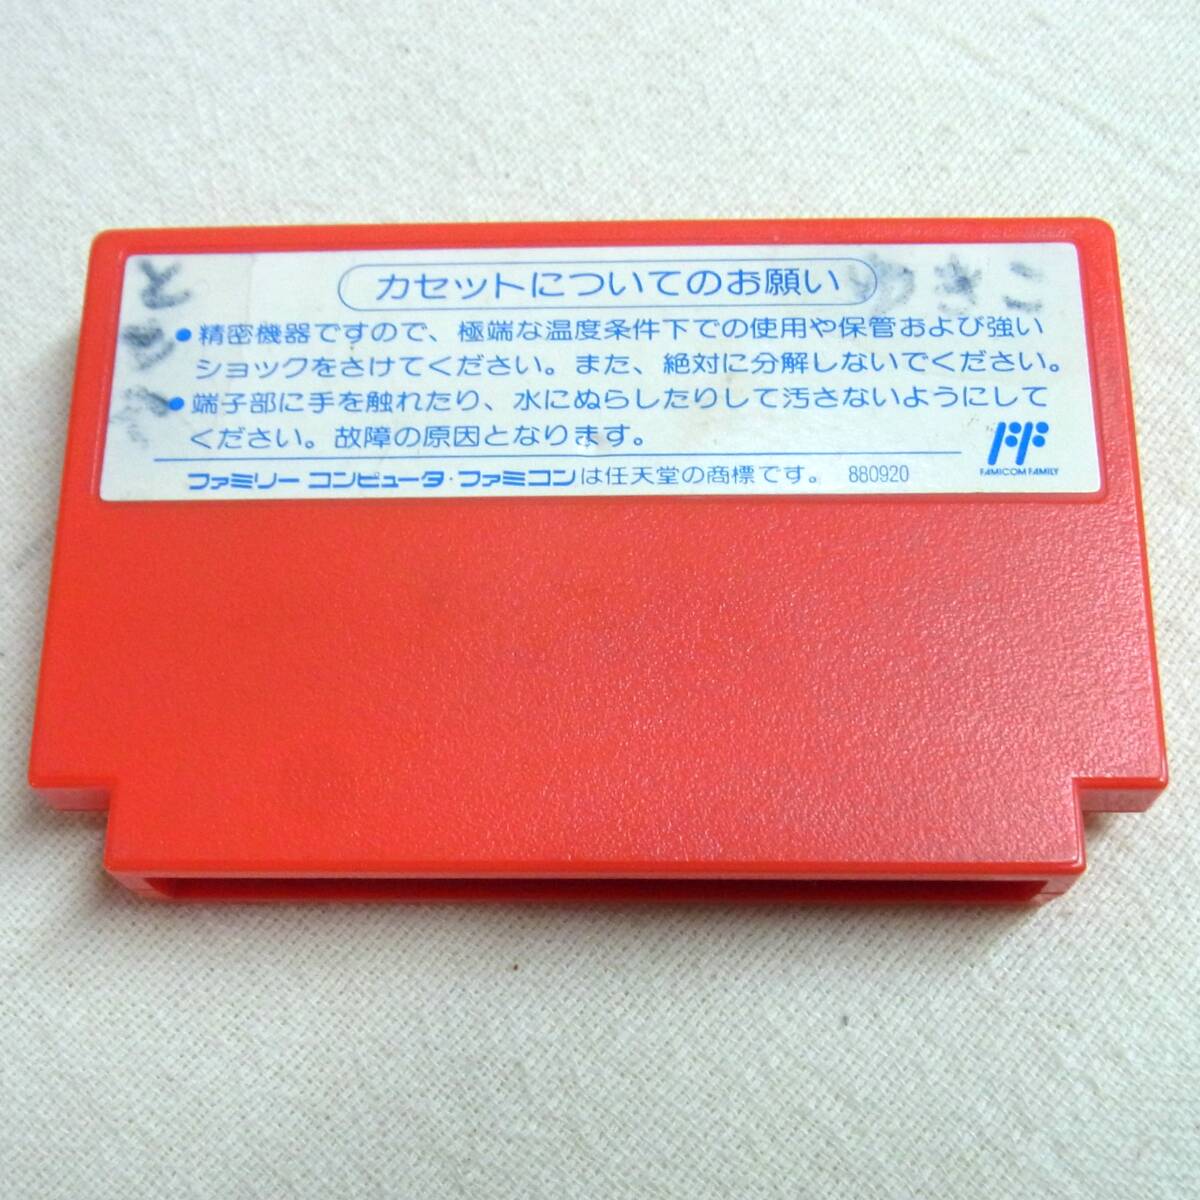 カセットについてのお願い
●精密機器ですので、極端な温度条件下での使用や保管および強い
ショックをさけてください。また、絶対に分解しないでください。
●端子部に手を触れたり、水にぬらしたりして汚さないようにして
ください。故障の原因となります。
FAMICOM FAMILY
ファミリーコンピュータ・ファミコンは任天堂の商標です。 880920